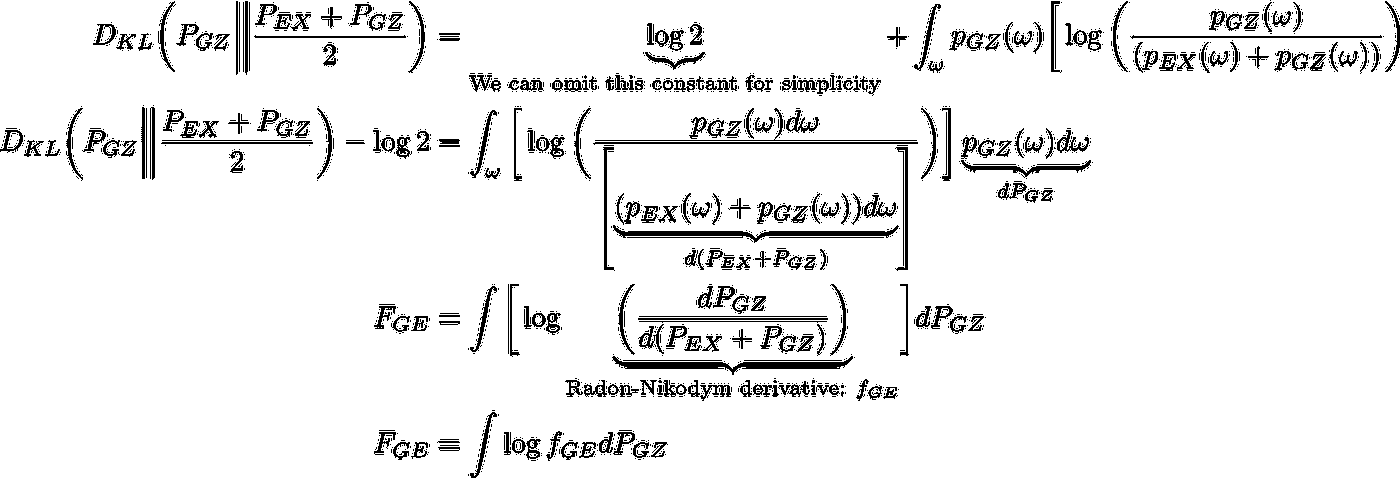 D_{KL}\left(P_{GZ}\middle\|\frac{P_{EX}+P_{GZ}}{2}\right) = \underbrace{\log 2}_{\text{We can omit this constant for simplicity}} + \int_{\omega} p_{GZ}(\omega)\Bigg[\log\left(\frac{p_{GZ}(\omega)}{(p_{EX}(\omega)+p_{GZ}(\omega))}\right)
D_{KL}\left(P_{GZ}\middle\|\frac{P_{EX}+P_{GZ}}{2}\right) - \log 2 = \int_{\omega}\left[\log\left(\frac{p_{GZ}(\omega)d\omega}{\left[\underbrace{(p_{EX}(\omega)+p_{GZ}(\omega))d\omega}_{d(P_{EX}+P_{GZ})}\right]}\right)\right]\underbrace{p_{GZ}(\omega)d\omega}_{dP_{GZ}}
F_{GE} = \int\left[\log\underbrace{\left(\frac{dP_{GZ}}{d(P_{EX}+P_{GZ})}\right)}_{\text{Radon-Nikodym derivative: } f_{GE}}\right]dP_{GZ}
F_{GE} = \int \log f_{GE} dP_{GZ}